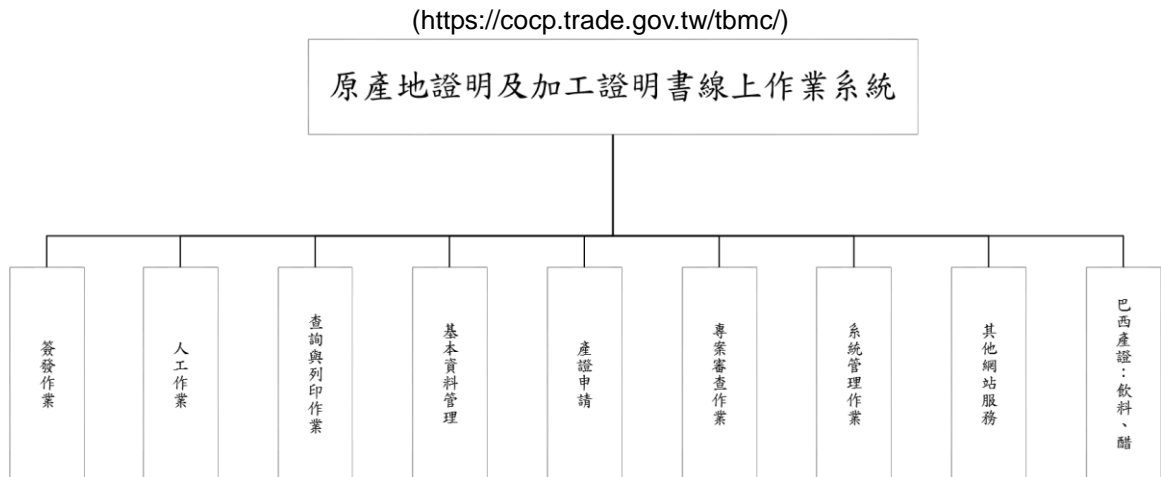 (https://cocp.trade.gov.tw/tbmc/)
原產地證明及加工證明書線上作業系統
簽發作業
人工作業
查詢與列印作業
基本資料管理
產證申請
專案審查作業
系統管理作業
其他網站服務
巴西產證：飲料、醋